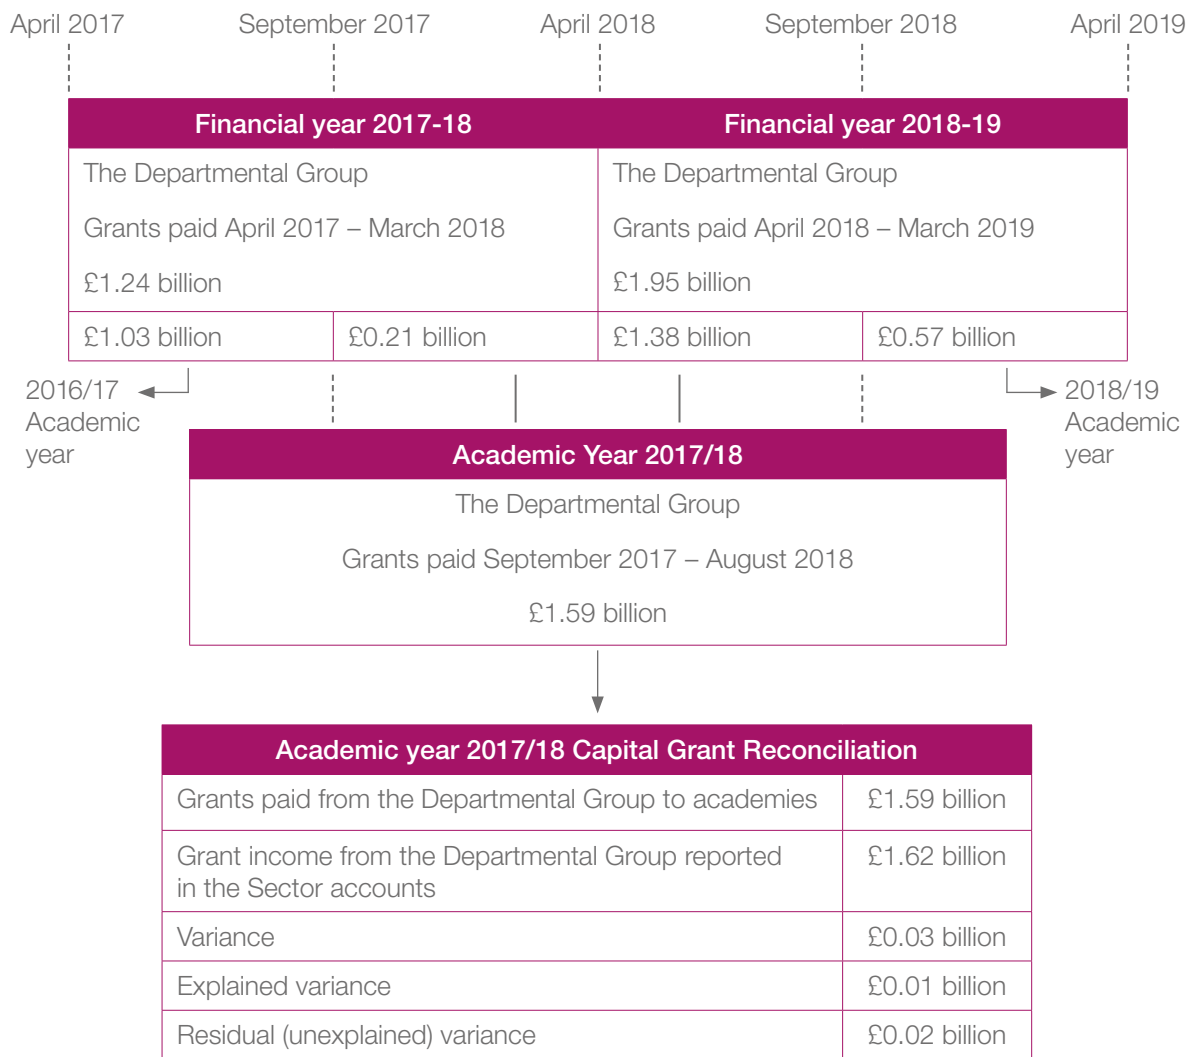 April 2017
September 2017
April 2018
September 2018
April 2019
Financial year 2017-18
Financial year 2018-19
The Departmental Group
Grants paid April 2017 – March 2018
£1.24 billion
The Departmental Group
Grants paid April 2018 – March 2019
£1.95 billion
£1.03 billion
£0.21 billion
£1.38 billion
£0.57 billion
2016/17
Academic
year
2018/19
Academic
year
Academic Year 2017/18
The Departmental Group
Grants paid September 2017 – August 2018
£1.59 billion
Academic year 2017/18 Capital Grant Reconciliation
Grants paid from the Departmental Group to academies
£1.59 billion
Grant income from the Departmental Group reported
in the Sector accounts
£1.62 billion
Variance
£0.03 billion
Explained variance
£0.01 billion
Residual (unexplained) variance
£0.02 billion